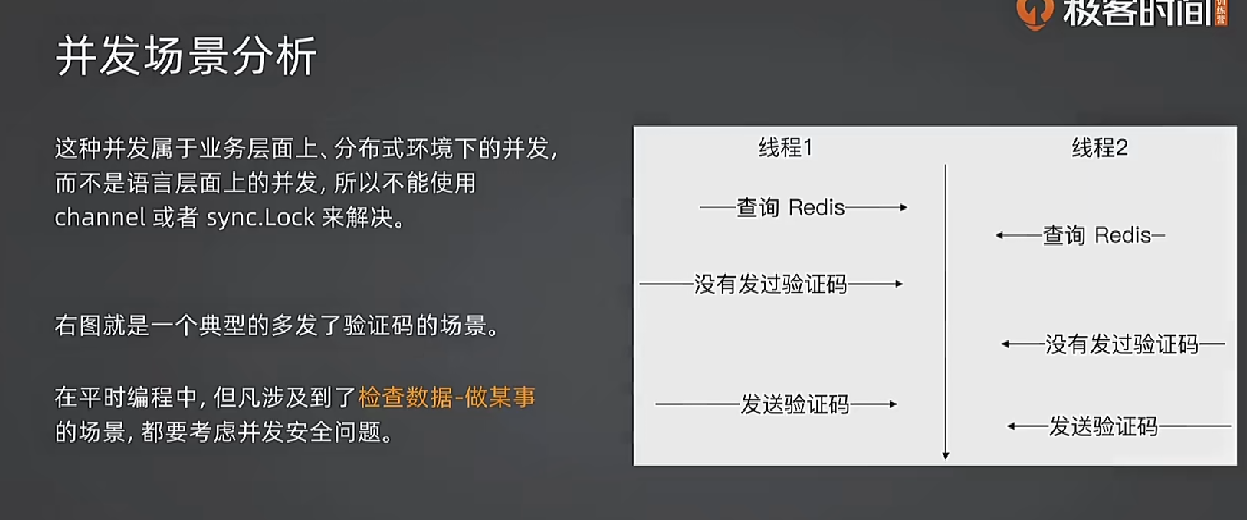 极客时间
并发场景分析
这种并发属于业务层面上、分布式环境下的并发,
而不是语言层面上的并发, 所以不能使用
channel 或者 sync.Lock 来解决。
右图就是一个典型的多发了验证码的场景。
在平时编程中, 但凡涉及到了检查数据-做某事
的场景, 都要考虑并发安全问题。
线程1
线程2
查询 Redis
查询 Redis
没有发过验证码
没有发过验证码
发送验证码
发送验证码